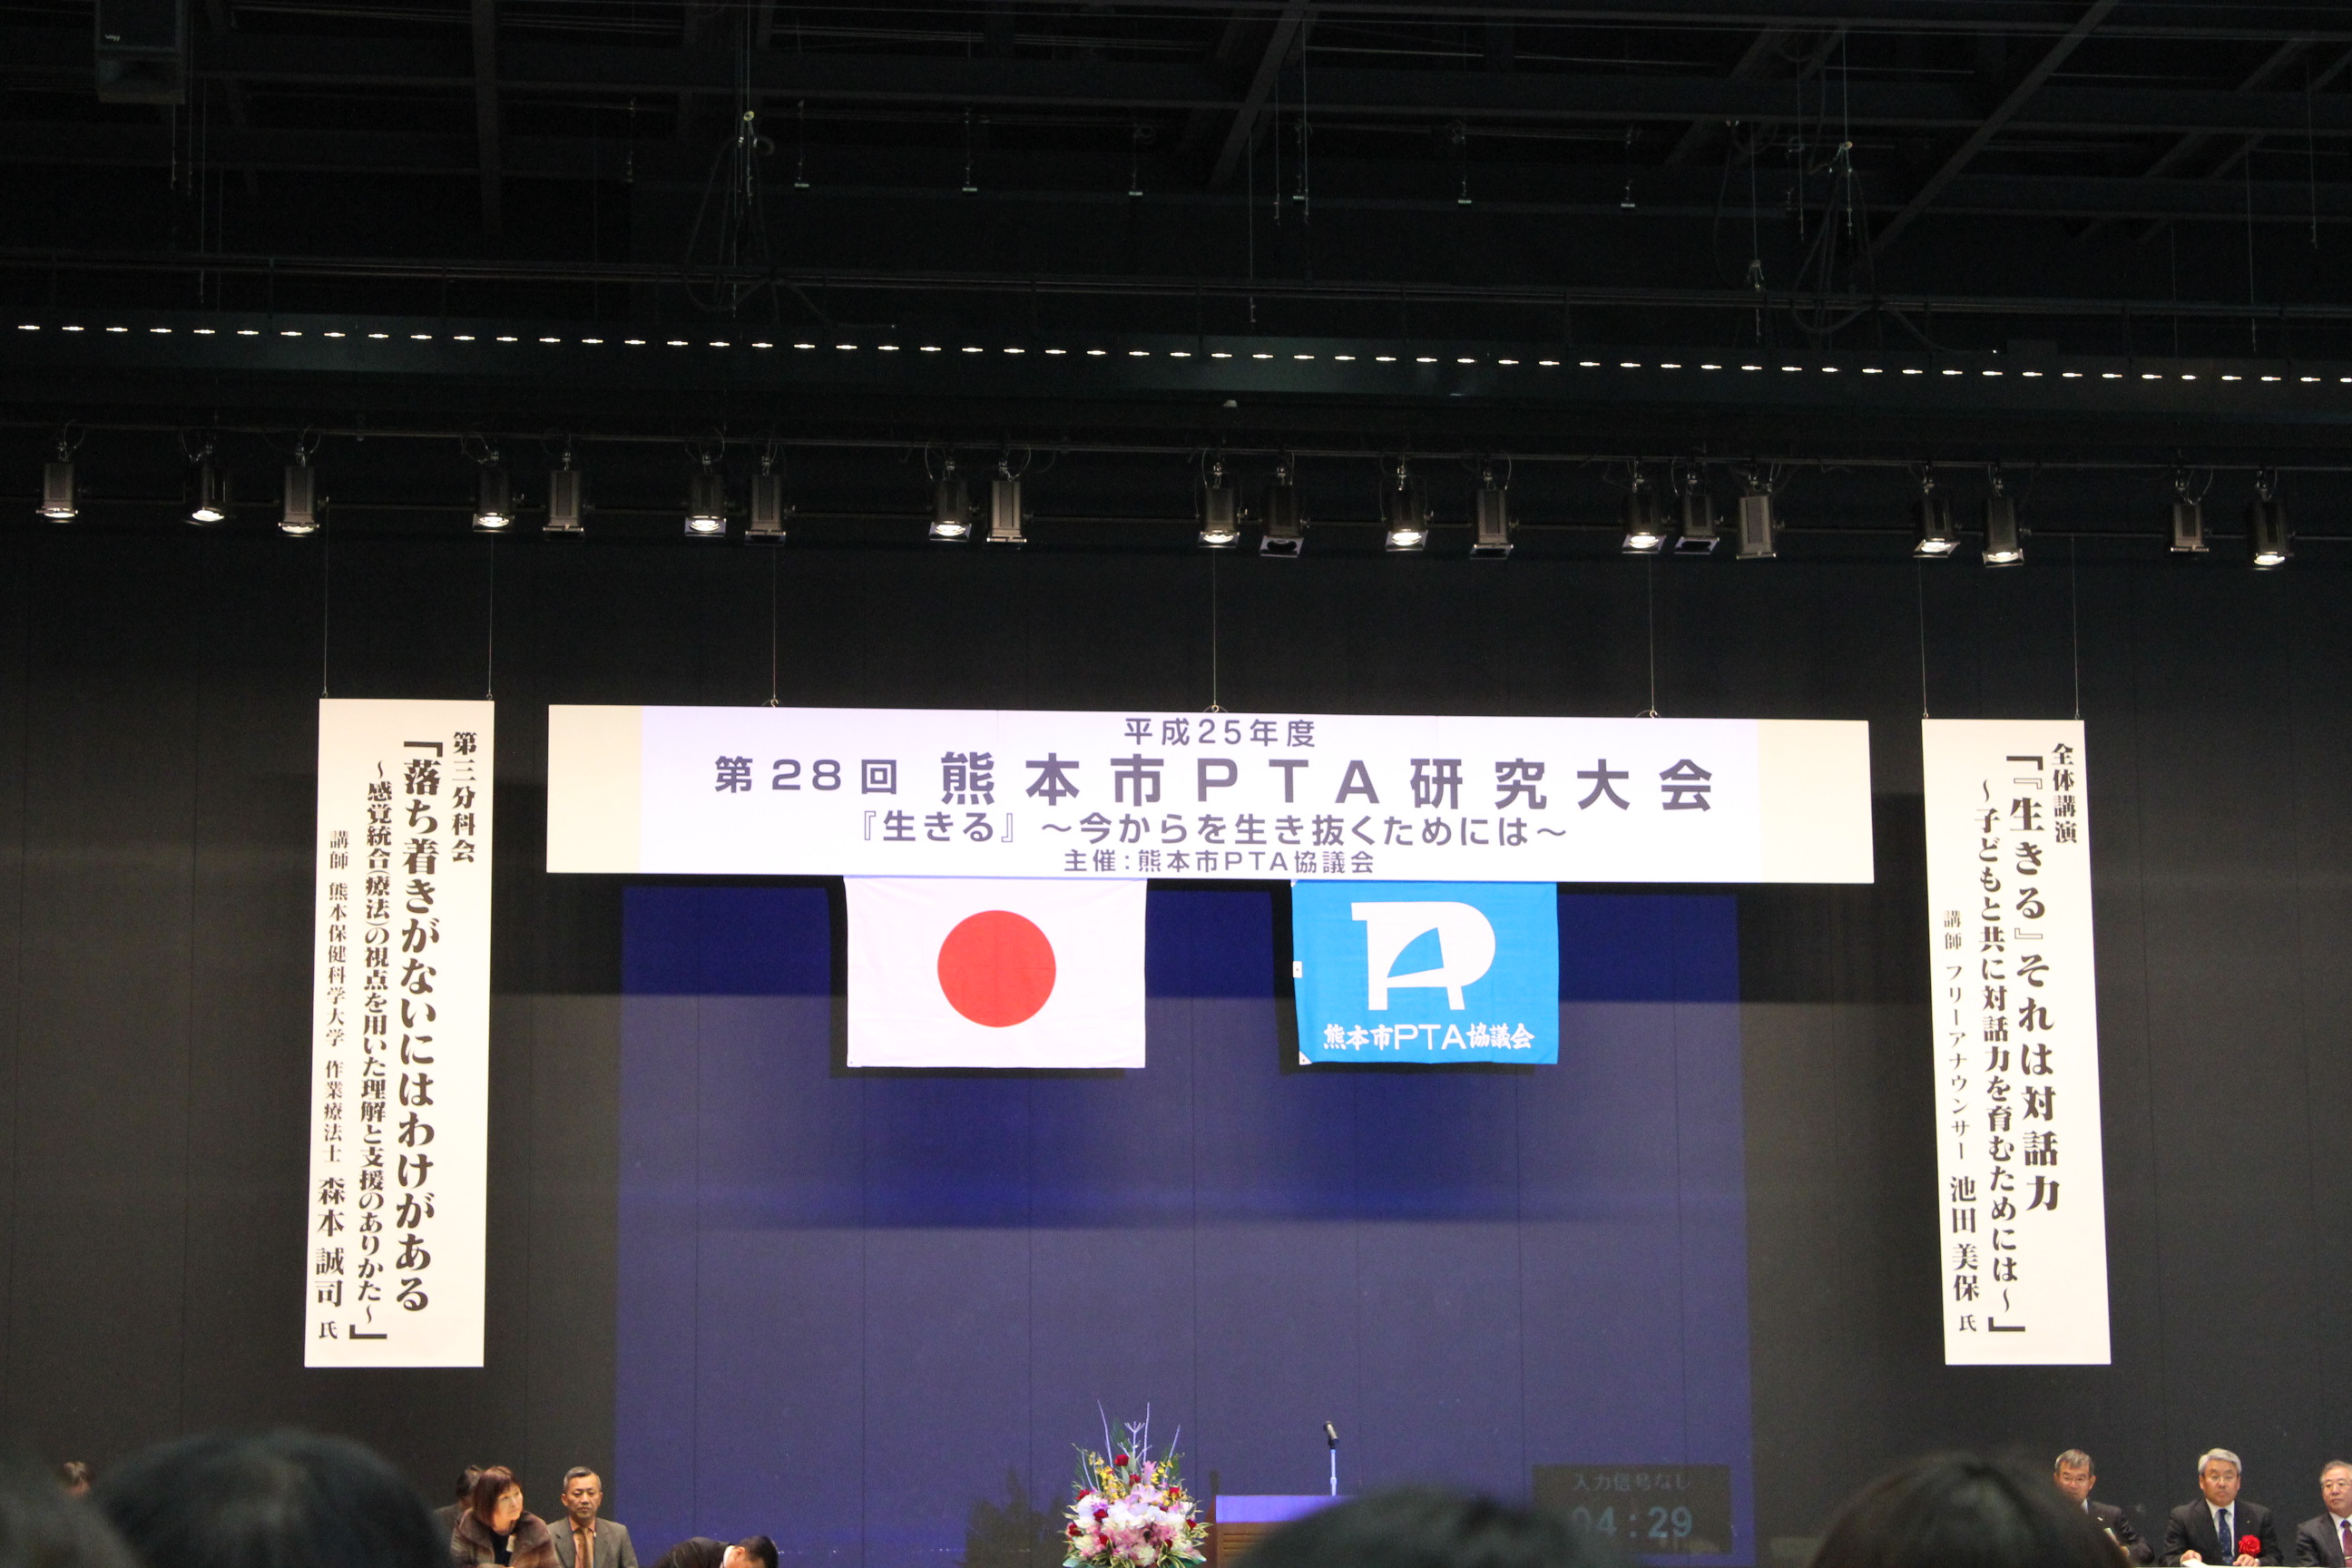 平成25年度
第28回 熊本市PTA研究大会
『生きる』 ～今からを生き抜くためには～
主催:熊本市PTA協議会
熊本市PTA協議会
全体講演
「『生きる』それは対話力
～子どもと共に対話力を育むためには～」
講師 フリーアナウンサー 池田 美保 氏
第三分科会
「落ち着きがないにはわけがある
～感覚統合(療法)の視点を用いた理解と支援のありかた～」
講師 熊本保健科学大学 作業療法士 森本 誠司 氏
入力信号なし
04:29